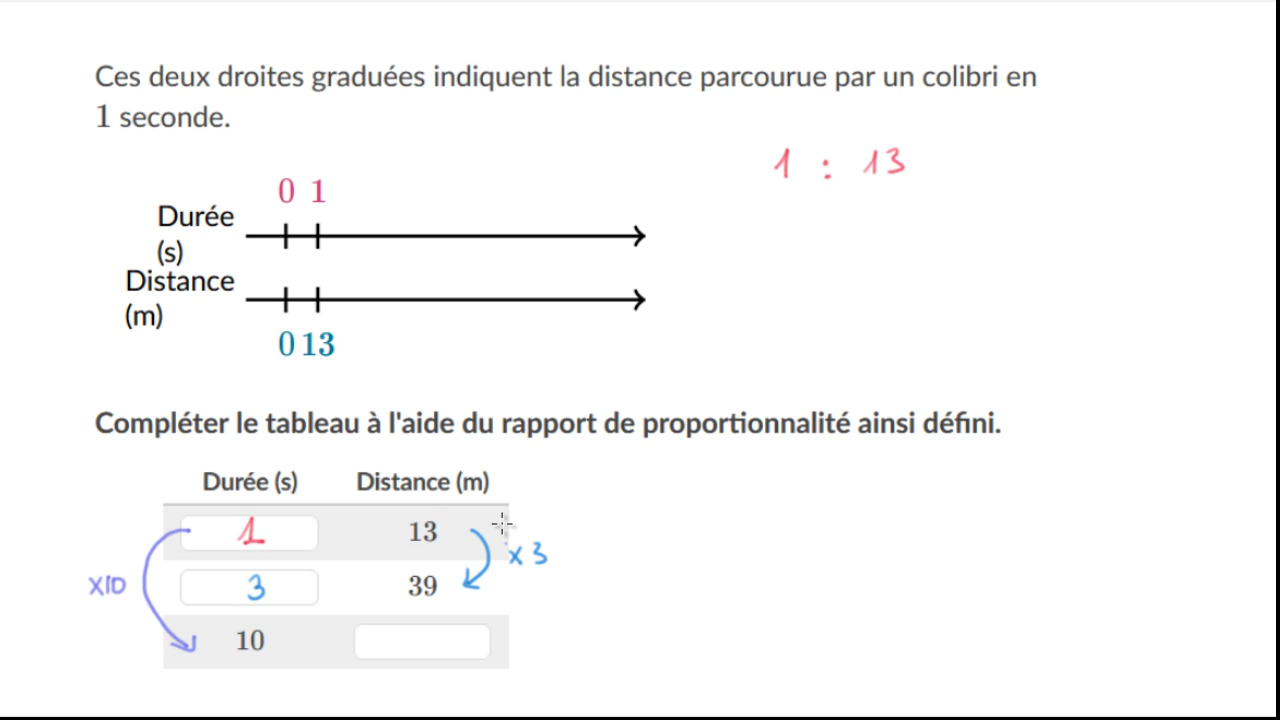 Ces deux droites graduées indiquent la distance parcourue par un colibri en
1 seconde.
1 : 13
0 1
Durée
(s)
Distance
(m)
0 13
Compléter le tableau à l'aide du rapport de proportionnalité ainsi défini.
Durée (s) Distance (m)
1 13
x 3
x10 3 39
10